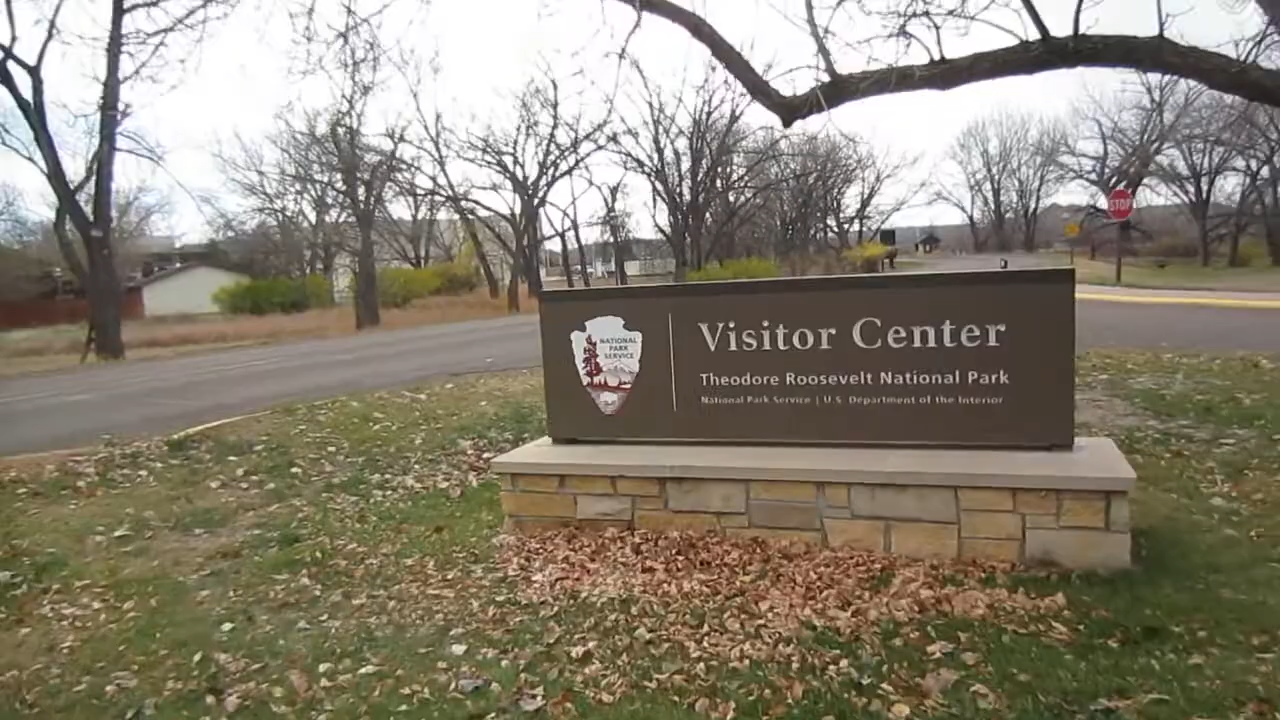 STOP
NATIONAL
PARK
SERVICE
Visitor Center
Theodore Roosevelt National Park
National Park Service | U.S. Department of the Interior